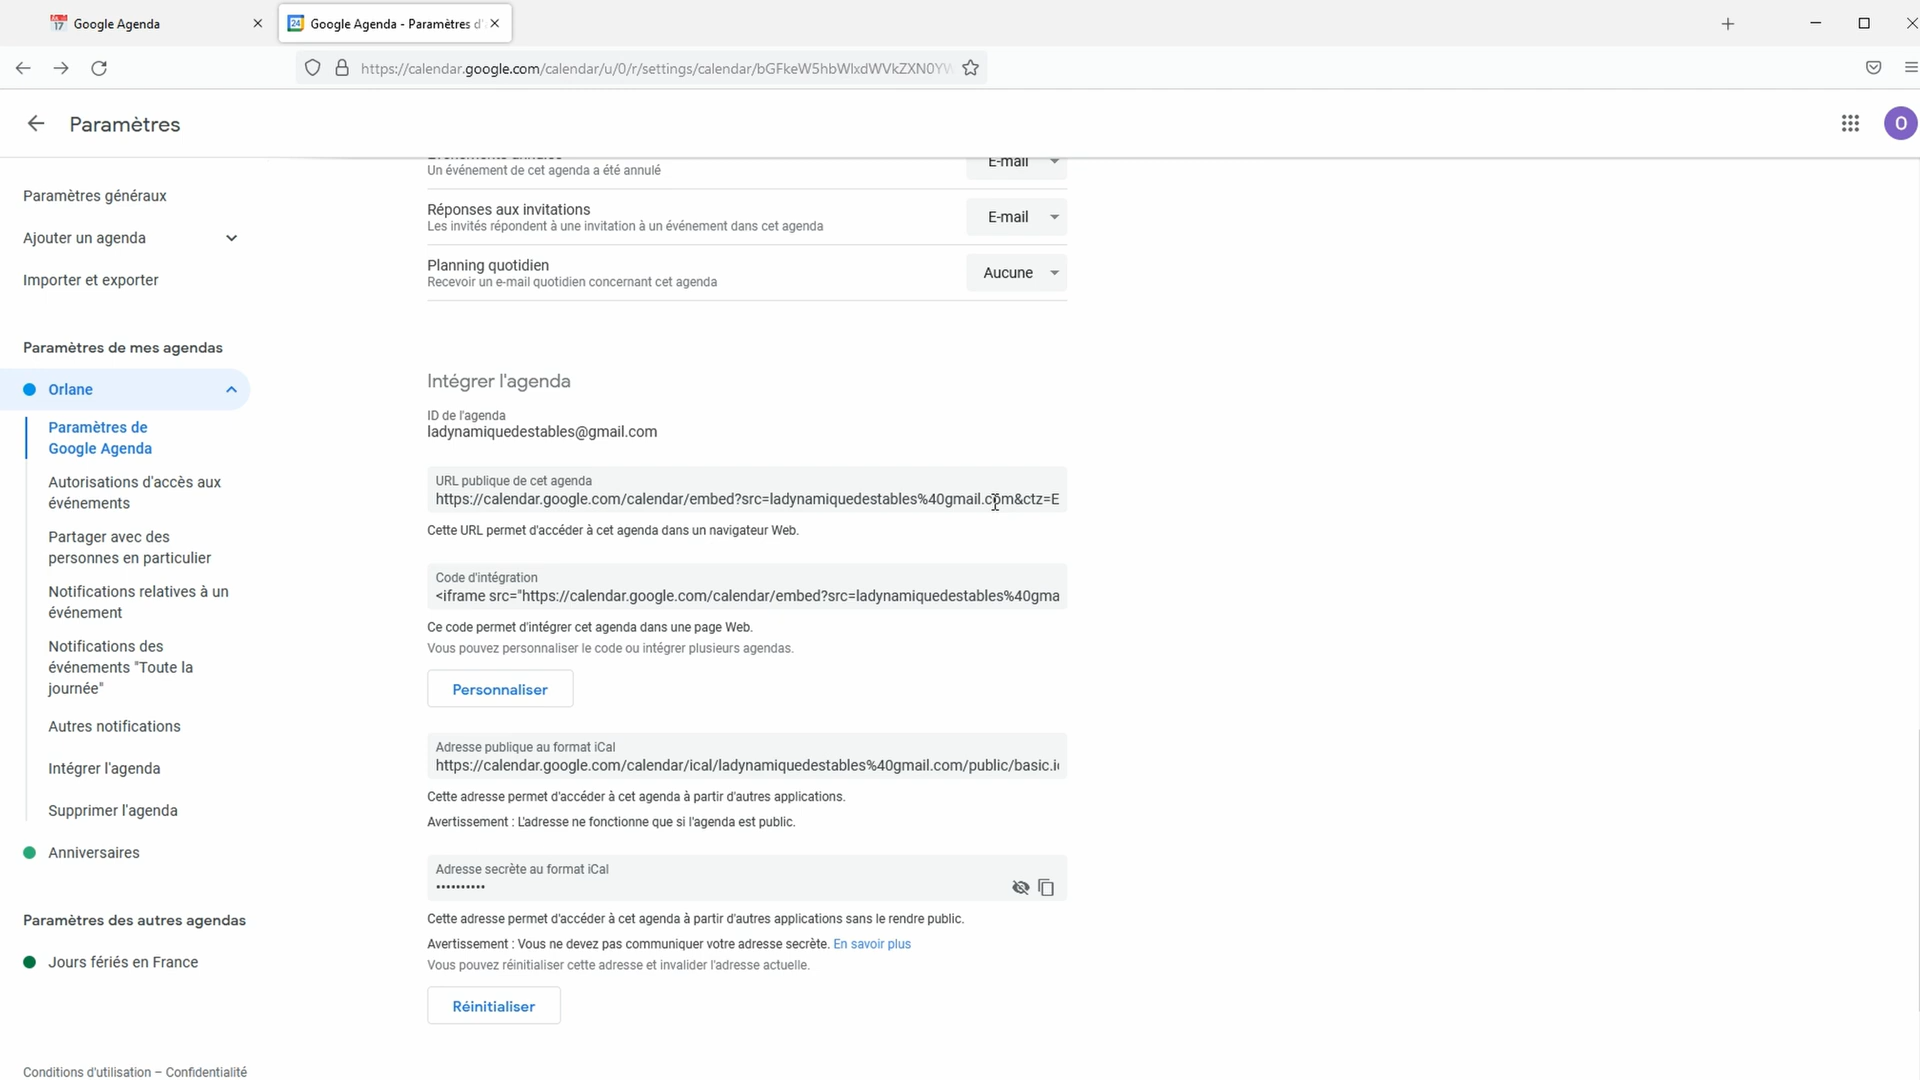 Google Agenda
Google Agenda - Paramètres d'
https://calendar.google.com/calendar/u/0/r/settings/calendar/bGFkeW5hbWlxdWVkZXN0YW
Paramètres
O
Paramètres généraux
Ajouter un agenda
Importer et exporter
Paramètres de mes agendas
Orlane
Paramètres de
Google Agenda
Autorisations d'accès aux
événements
Partager avec des
personnes en particulier
Notifications relatives à un
événement
Notifications des
événements "Toute la
journée"
Autres notifications
Intégrer l'agenda
Supprimer l'agenda
Anniversaires
Paramètres des autres agendas
Jours fériés en France
Conditions d'utilisation – Confidentialité
E-mail
Un événement de cet agenda a été annulé
Réponses aux invitations
E-mail
Les invités répondent à une invitation à un événement dans cet agenda
Planning quotidien
Aucune
Recevoir un e-mail quotidien concernant cet agenda
Intégrer l'agenda
ID de l'agenda
ladynamiquedestables@gmail.com
URL publique de cet agenda
https://calendar.google.com/calendar/embed?src=ladynamiquedestables%40gmail.com&ctz=E
Cette URL permet d'accéder à cet agenda dans un navigateur Web.
Code d'intégration
<iframe src="https://calendar.google.com/calendar/embed?src=ladynamiquedestables%40gma
Ce code permet d'intégrer cet agenda dans une page Web.
Vous pouvez personnaliser le code ou intégrer plusieurs agendas.
Personnaliser
Adresse publique au format iCal
https://calendar.google.com/calendar/ical/ladynamiquedestables%40gmail.com/public/basic.i
Cette adresse permet d'accéder à cet agenda à partir d'autres applications.
Avertissement : L'adresse ne fonctionne que si l'agenda est public.
Adresse secrète au format iCal
••••••••••
Cette adresse permet d'accéder à cet agenda à partir d'autres applications sans le rendre public.
Avertissement : Vous ne devez pas communiquer votre adresse secrète. En savoir plus
Vous pouvez réinitialiser cette adresse et invalider l'adresse actuelle.
Réinitialiser